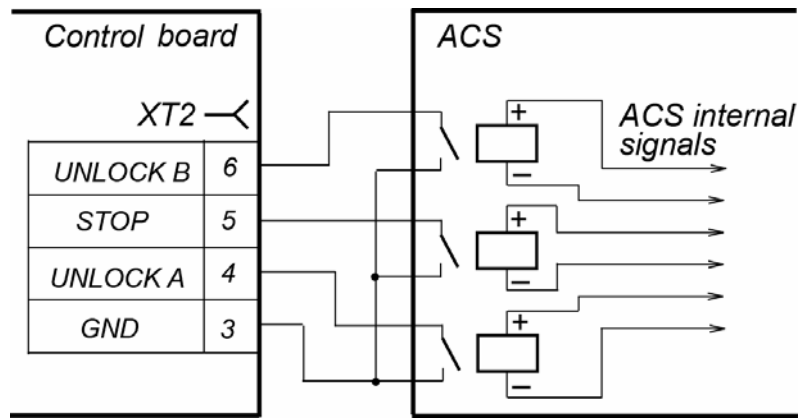 Control board
XT2
UNLOCK B 6
STOP 5
UNLOCK A 4
GND 3
ACS
+
−
+
−
+
−
ACS internal
signals